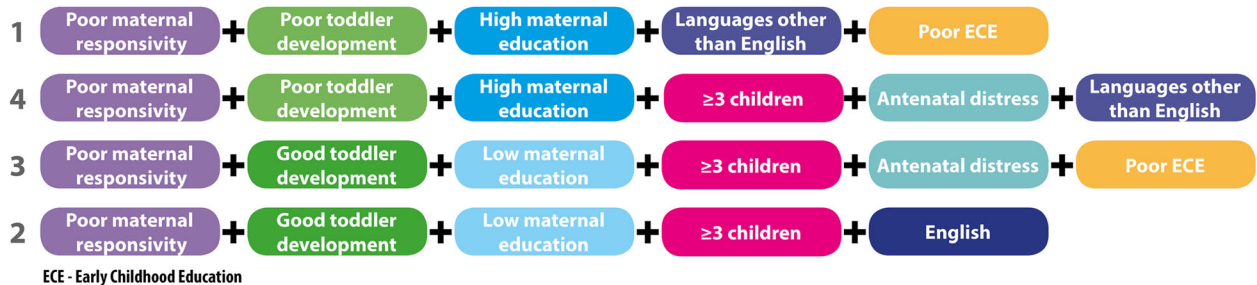 1 Poor maternal responsivity + Poor toddler development + High maternal education + Languages other than English + Poor ECE
4 Poor maternal responsivity + Poor toddler development + High maternal education + ≥3 children + Antenatal distress + Languages other than English
3 Poor maternal responsivity + Good toddler development + Low maternal education + ≥3 children + Antenatal distress + Poor ECE
2 Poor maternal responsivity + Good toddler development + Low maternal education + ≥3 children + English
ECE - Early Childhood Education